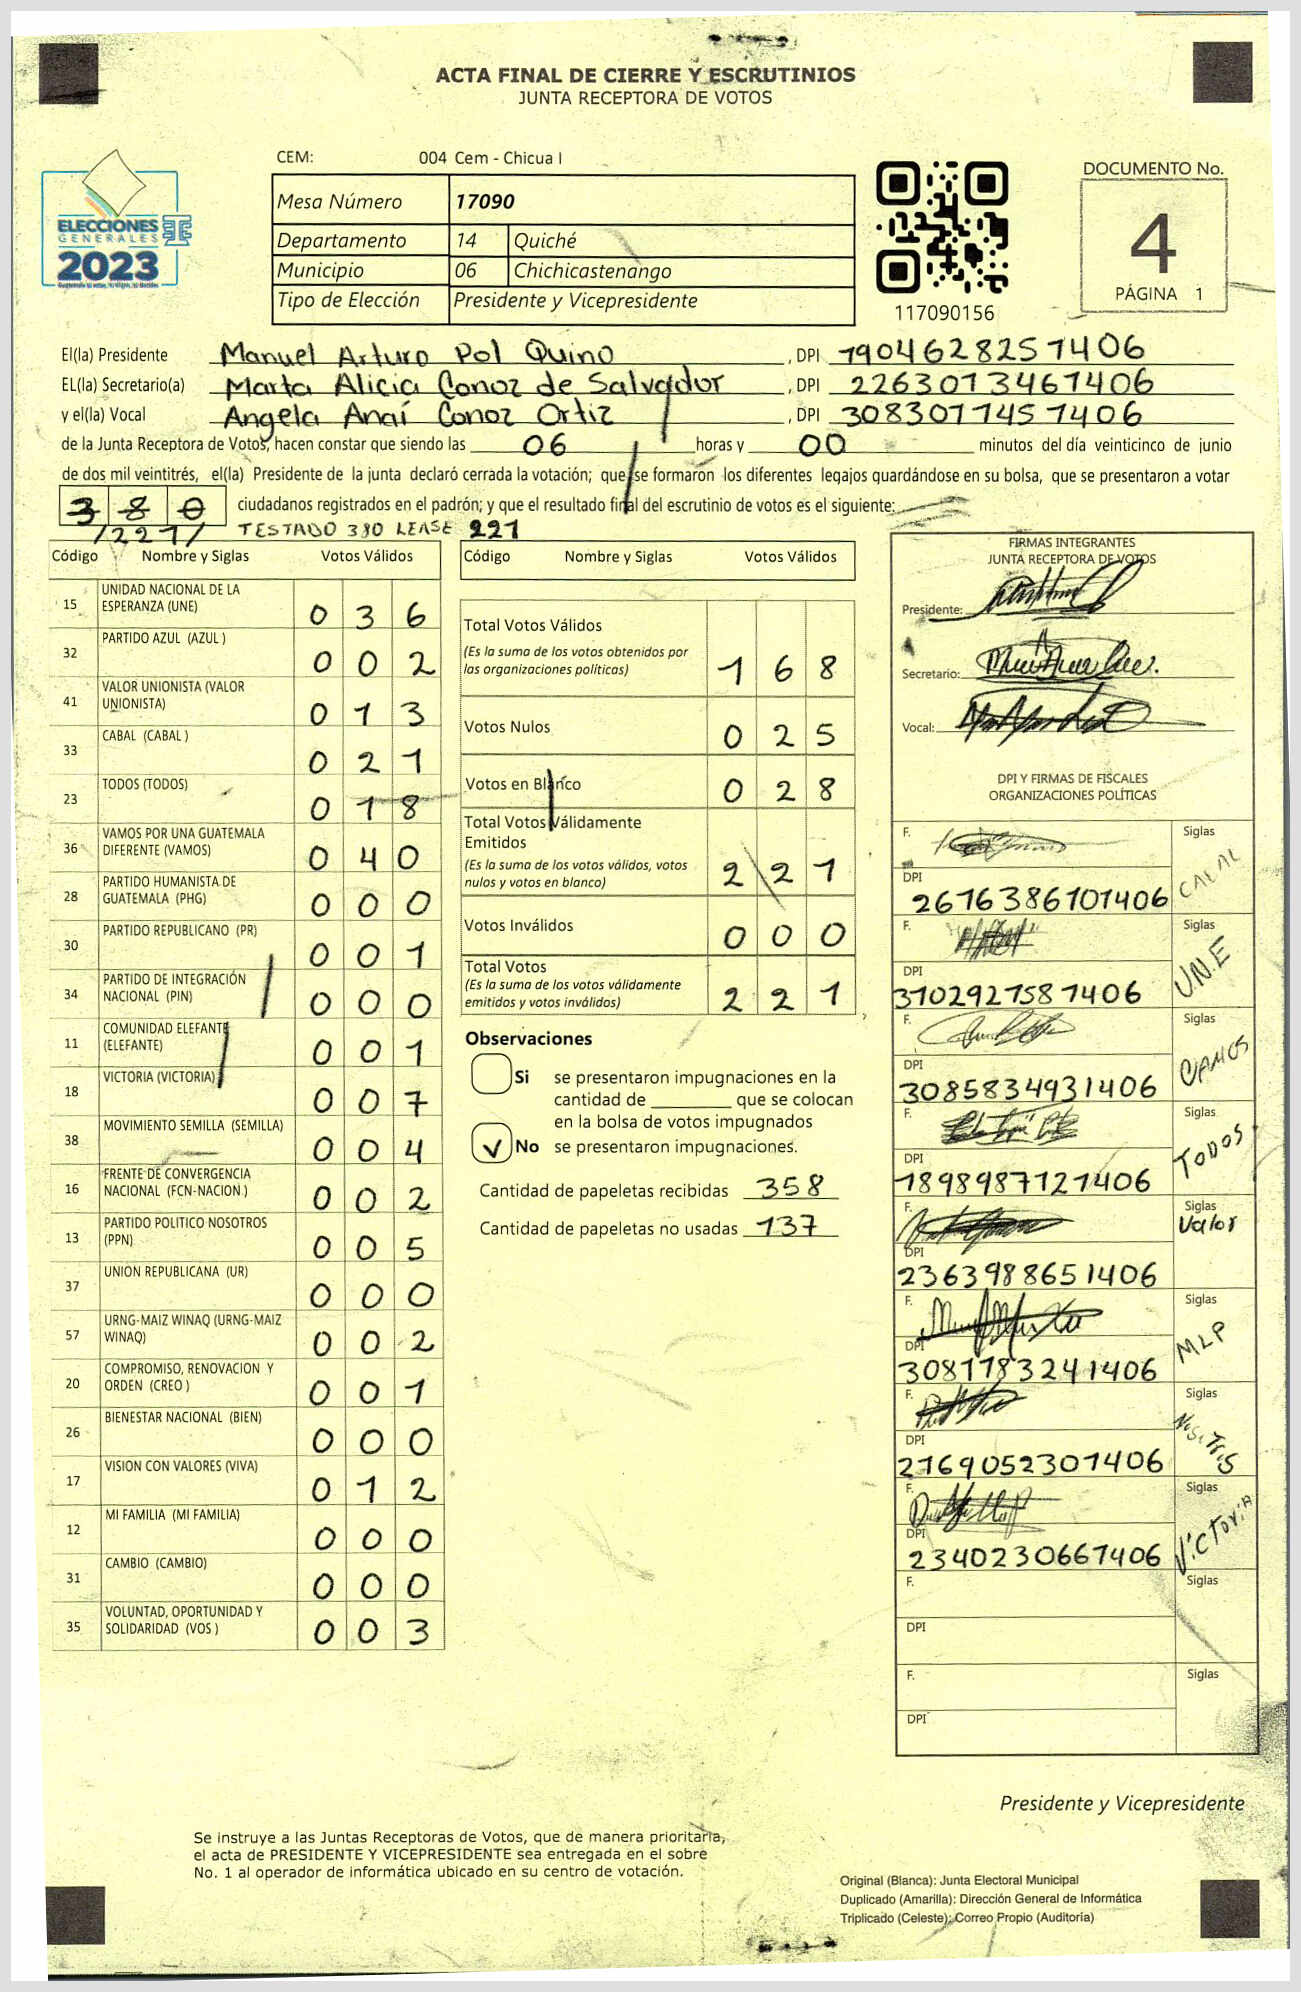 ACTA FINAL DE CIERRE Y ESCRUTINIOS
JUNTA RECEPTORA DE VOTOS
CEM: 004 Cem - Chicua I
ELECCIONES
GENERALES
2023
Mesa Número 17090
Departamento 14 Quiché
Municipio 06 Chichicastenango
Tipo de Elección Presidente y Vicepresidente
117090156
DOCUMENTO No.
4
PÁGINA 1
El(la) Presidente Manuel Arturo Pol Quino, DPI 1904628251406
EL(la) Secretario(a) Marta Alicia Conoz de Salvador, DPI 2263013461406
y el(la) Vocal Angela Anaí Conoz Ortiz, DPI 3083011451406
de la Junta Receptora de Votos, hacen constar que siendo las 06 horas y 00 minutos del día veinticinco de junio
de dos mil veintitrés, el(la) Presidente de la junta declaró cerrada la votación; que se formaron los diferentes legajos guardándose en su bolsa, que se presentaron a votar
3 8 0 ciudadanos registrados en el padrón; y que el resultado final del escrutinio de votos es el siguiente:
/221/ TESTADO 380 LEASE 221
Código Nombre y Siglas Votos Válidos
15 UNIDAD NACIONAL DE LA ESPERANZA (UNE) 0 3 6
32 PARTIDO AZUL (AZUL ) 0 0 2
41 VALOR UNIONISTA (VALOR UNIONISTA) 0 1 3
33 CABAL (CABAL ) 0 2 1
23 TODOS (TODOS) 0 1 8
36 VAMOS POR UNA GUATEMALA DIFERENTE (VAMOS) 0 4 0
28 PARTIDO HUMANISTA DE GUATEMALA (PHG) 0 0 0
30 PARTIDO REPUBLICANO (PR) 0 0 1
34 PARTIDO DE INTEGRACIÓN NACIONAL (PIN) 0 0 0
11 COMUNIDAD ELEFANTE (ELEFANTE) 0 0 1
18 VICTORIA (VICTORIA) 0 0 7
38 MOVIMIENTO SEMILLA (SEMILLA) 0 0 4
16 FRENTE DE CONVERGENCIA NACIONAL (FCN-NACION ) 0 0 2
13 PARTIDO POLITICO NOSOTROS (PPN) 0 0 5
37 UNION REPUBLICANA (UR) 0 0 0
57 URNG-MAIZ WINAQ (URNG-MAIZ WINAQ) 0 0 2
20 COMPROMISO, RENOVACION Y ORDEN (CREO ) 0 0 1
26 BIENESTAR NACIONAL (BIEN) 0 0 0
17 VISION CON VALORES (VIVA) 0 1 2
12 MI FAMILIA (MI FAMILIA) 0 0 0
31 CAMBIO (CAMBIO) 0 0 0
35 VOLUNTAD, OPORTUNIDAD Y SOLIDARIDAD (VOS ) 0 0 3
Código Nombre y Siglas Votos Válidos
Total Votos Válidos
(Es la suma de los votos obtenidos por
las organizaciones políticas) 1 6 8
Votos Nulos 0 2 5
Votos en Blanco 0 2 8
Total Votos Válidamente
Emitidos
(Es la suma de los votos válidos, votos
nulos y votos en blanco) 2 2 1
Votos Inválidos 0 0 0
Total Votos
(Es la suma de los votos válidamente
emitidos y votos inválidos) 2 2 1
Observaciones
Si se presentaron impugnaciones en la
cantidad de ________ que se colocan
en la bolsa de votos impugnados
No se presentaron impugnaciones.
Cantidad de papeletas recibidas 358
Cantidad de papeletas no usadas 137
FIRMAS INTEGRANTES
JUNTA RECEPTORA DE VOTOS
Presidente:
Secretario:
Vocal:
DPI Y FIRMAS DE FISCALES
ORGANIZACIONES POLÍTICAS
F. Siglas
DPI
2616386101406
F. Siglas UNE
DPI
3102921581406
F. Siglas VAMOS
DPI
3085834931406
F. Siglas TODOS
DPI
1898987121406
F. Siglas Valor
DPI
2363988651406
F. Siglas MLP
DPI
3081183241406
F. Siglas
DPI
2169052301406
F. Siglas VICTORIA
DPI
2340230661406
F. Siglas
DPI
F. Siglas
DPI
Presidente y Vicepresidente
Se instruye a las Juntas Receptoras de Votos, que de manera prioritaria,
el acta de PRESIDENTE Y VICEPRESIDENTE sea entregada en el sobre
No. 1 al operador de informática ubicado en su centro de votación.
Original (Blanca): Junta Electoral Municipal
Duplicado (Amarilla): Dirección General de Informática
Triplicado (Celeste): Correo Propio (Auditoría)